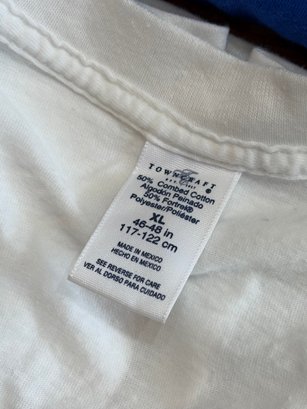 TOWNCRAFT
50% Combed Cotton
Algodón Peinado
50% Fortrel®
Polyester/Poliéster
XL
46-48 in
117-122 cm
MADE IN MEXICO
HECHO EN MEXICO
SEE REVERSE FOR CARE
VER AL DORSO PARA CUIDADO